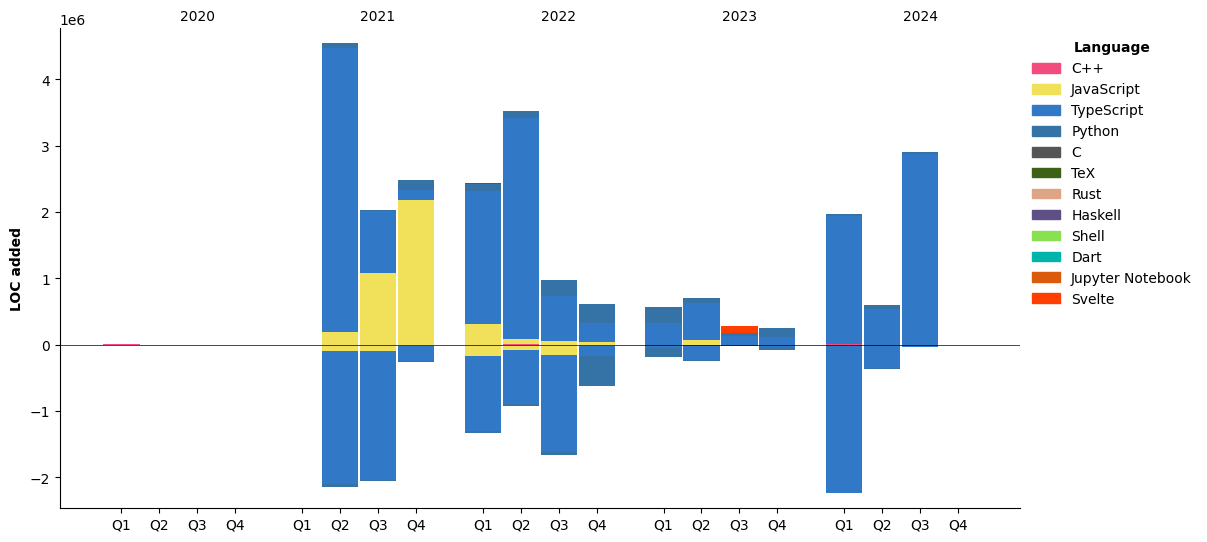 1e6
2020 2021 2022 2023 2024
LOC added
4
3
2
1
0
−1
−2
Q1 Q2 Q3 Q4 Q1 Q2 Q3 Q4 Q1 Q2 Q3 Q4 Q1 Q2 Q3 Q4 Q1 Q2 Q3 Q4
Language
C++
JavaScript
TypeScript
Python
C
TeX
Rust
Haskell
Shell
Dart
Jupyter Notebook
Svelte